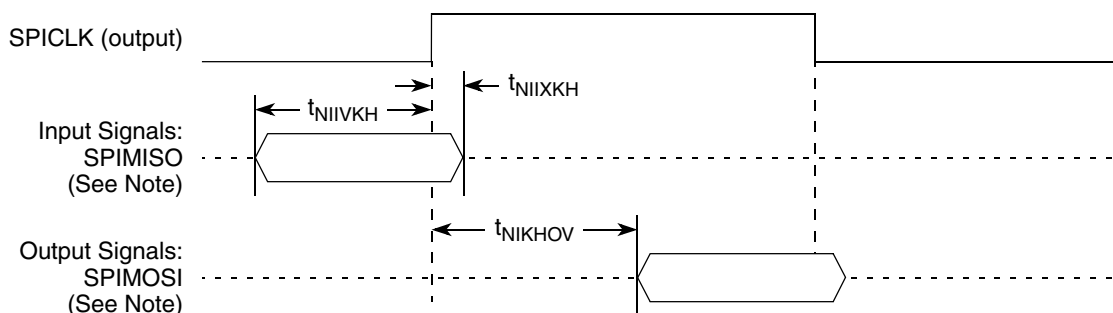 SPICLK (output)
tNIIXKH
tNIIVKH
Input Signals:
SPIMISO
(See Note)
tNIKHOV
Output Signals:
SPIMOSI
(See Note)